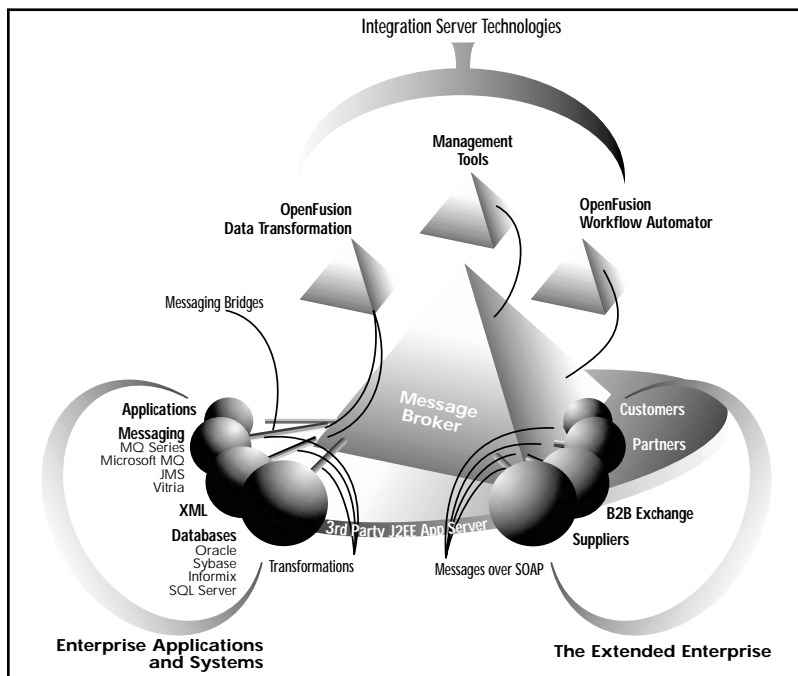 Integration Server Technologies
Management
Tools
OpenFusion
Data Transformation
OpenFusion
Workflow Automator
Messaging Bridges
Message
Broker
Applications
Messaging
MQ Series
Microsoft MQ
JMS
Vitria
XML
Databases
Oracle
Sybase
Informix
SQL Server
Customers
Partners
B2B Exchange
Suppliers
3rd Party J2EE App Server
Transformations
Messages over SOAP
Enterprise Applications
and Systems
The Extended Enterprise